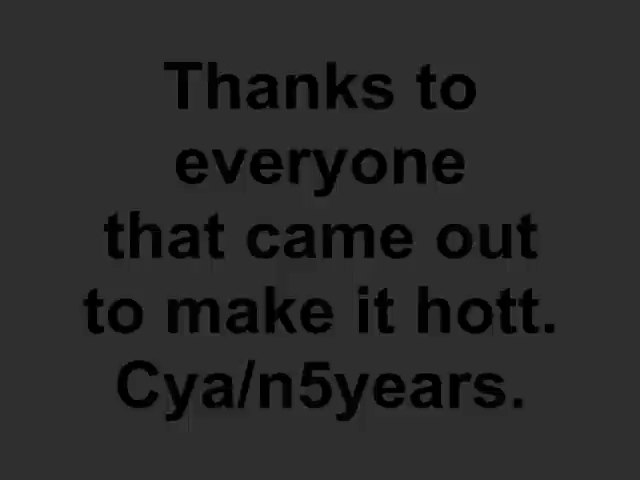 Thanks to
everyone
that came out
to make it hott.
Cya/n5years.